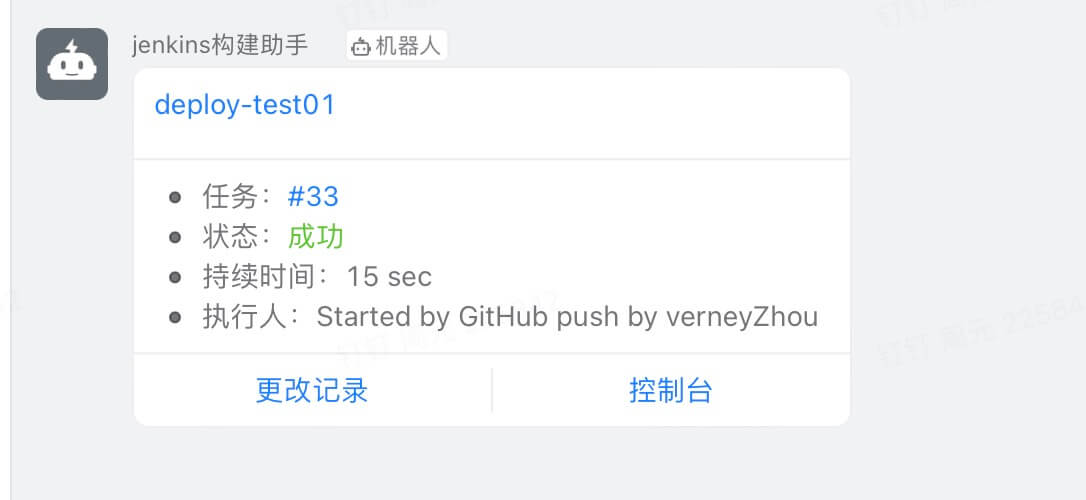 jenkins构建助手 机器人
deploy-test01
任务：#33
状态：成功
持续时间：15 sec
执行人：Started by GitHub push by verneyZhou
更改记录 控制台